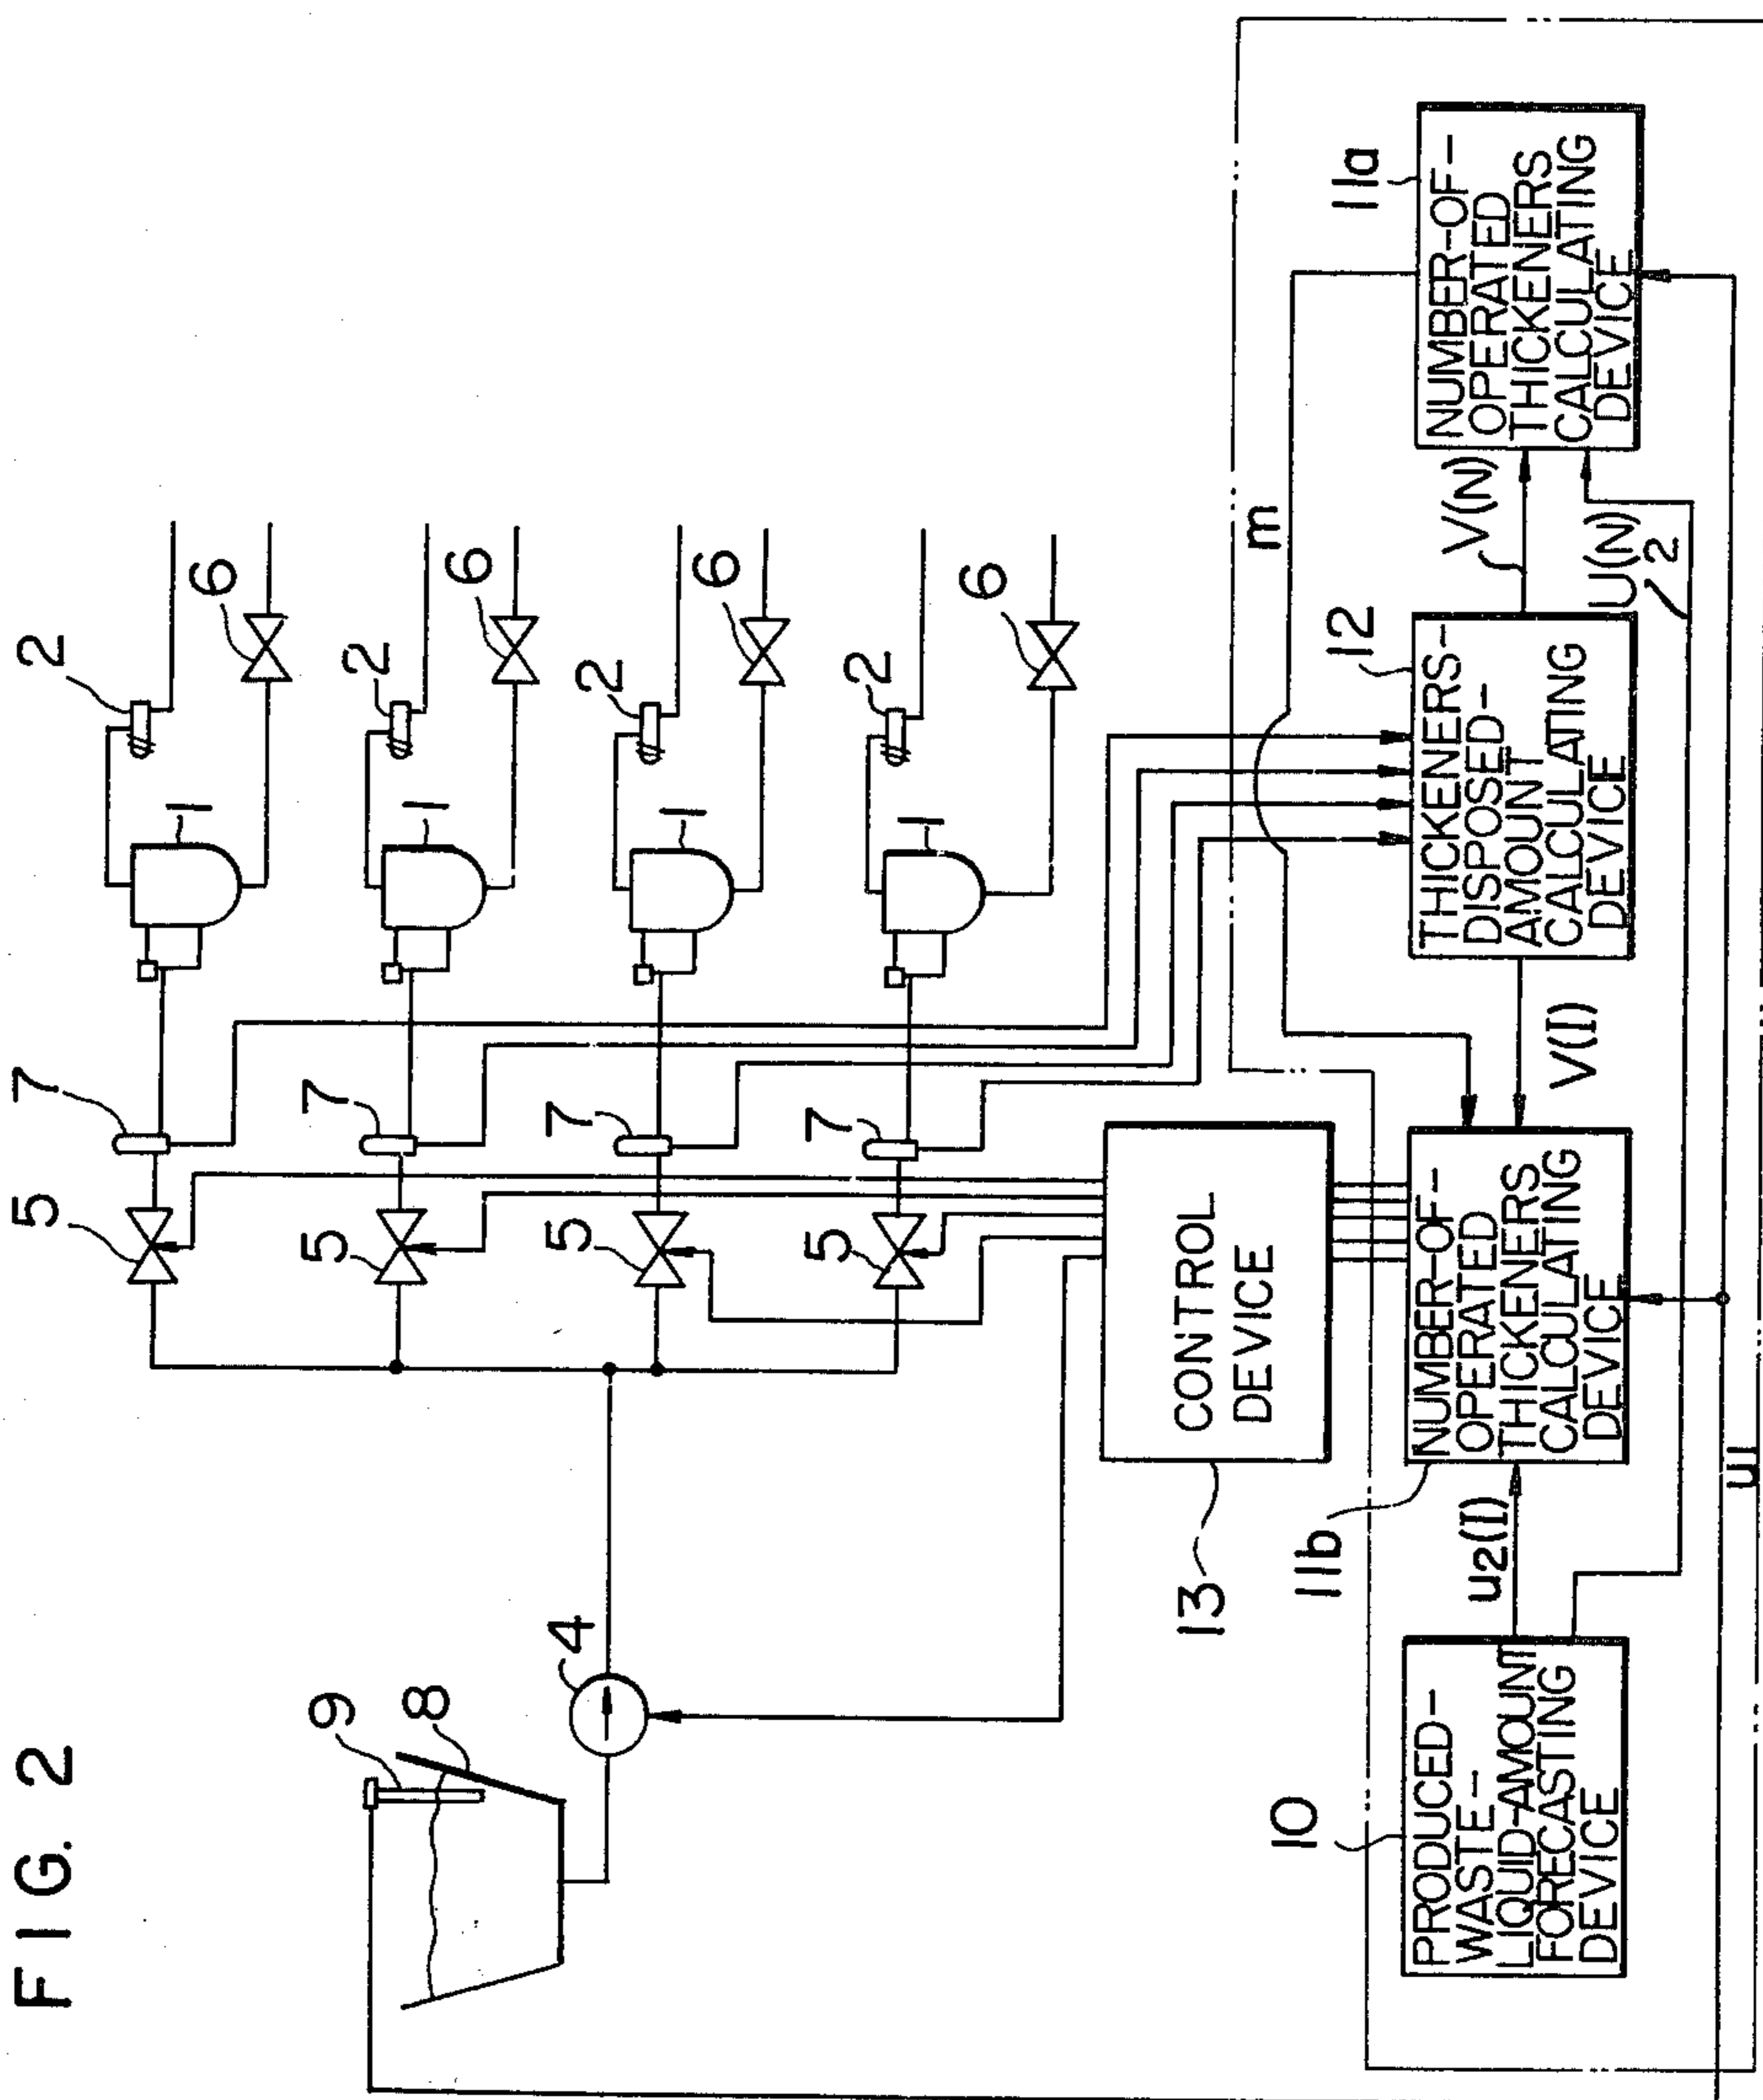 FIG. 2
9
8
4
5
7
1
2
6
5
7
1
2
6
5
7
1
2
6
5
7
1
2
6
13
CONTROL
DEVICE
m
10
PRODUCED-
WASTE-
LIQUID-AMOUNT
FORECASTING
DEVICE
u2(I)
11b
NUMBER-OF-
OPERATED
THICKENERS
CALCULATING
DEVICE
V(I)
12
THICKENERS-
DISPOSED-
AMOUNT
CALCULATING
DEVICE
V(N)
U(N)
2
11a
NUMBER-OF-
OPERATED
THICKENERS
CALCULATING
DEVICE
u1